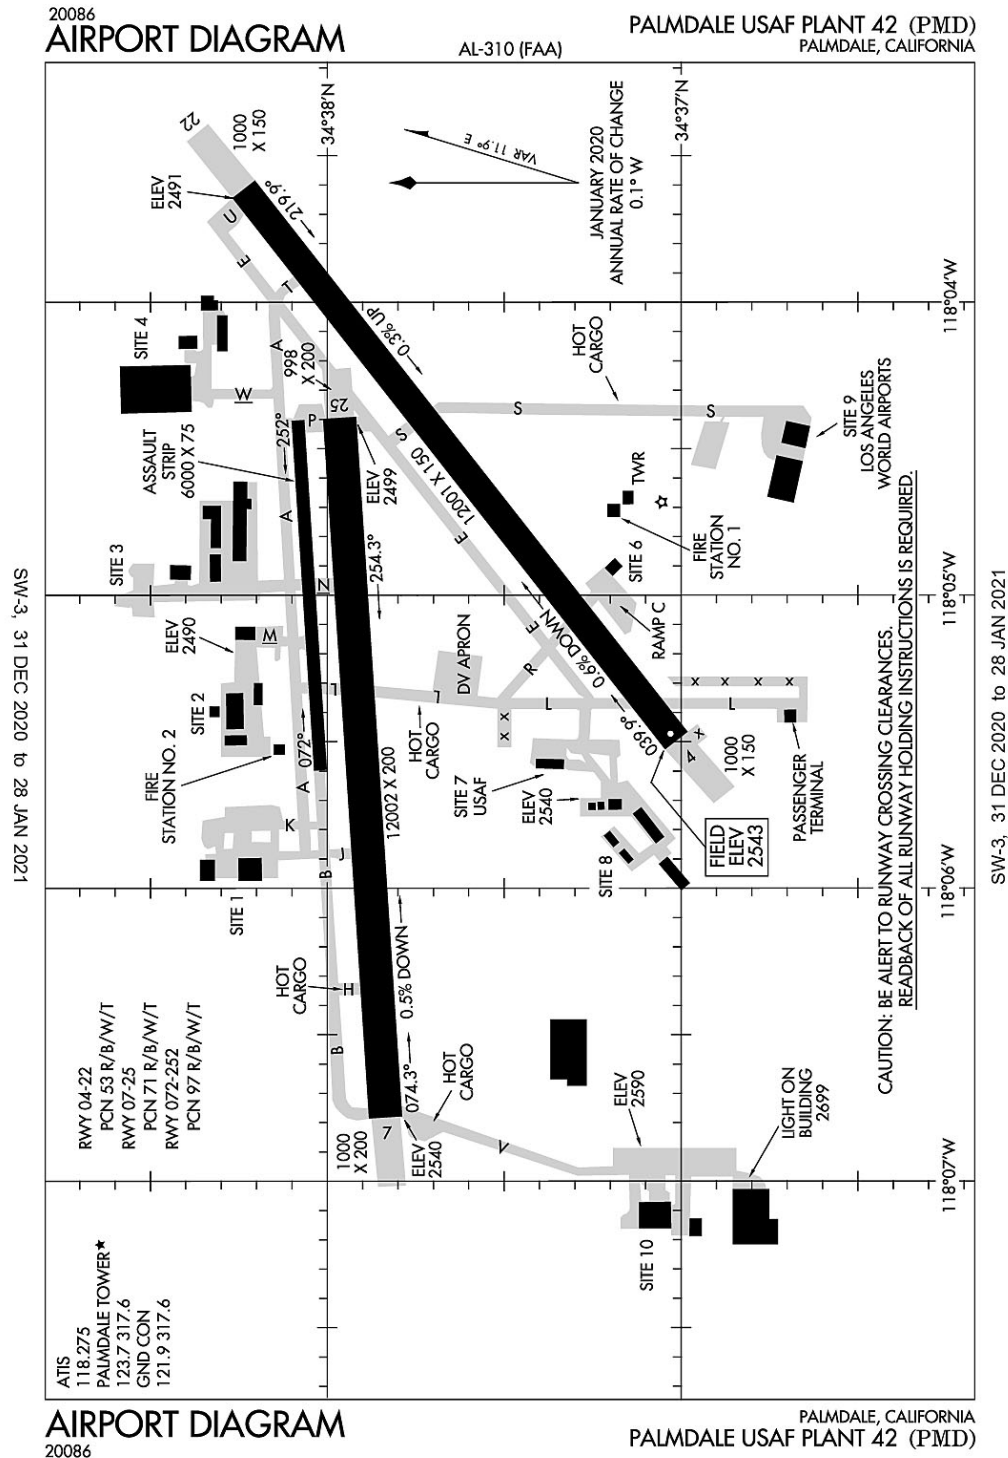 20086
AIRPORT DIAGRAM
AL-310 (FAA)
PALMDALE USAF PLANT 42 (PMD)
PALMDALE, CALIFORNIA
22
1000
X 150
34°38'N
34°37'N
VAR 11.9° E
JANUARY 2020
ANNUAL RATE OF CHANGE
0.1° W
ELEV
2491
219.9°
U
E
T
118°04'W
SITE 4
A
998
X 200
0.3% UP
HOT
CARGO
W
25
P
252°
ASSAULT
STRIP
6000 X 75
S
S
S
SITE 9
LOS ANGELES
WORLD AIRPORTS
ELEV
2499
12001 X 150
TWR
FIRE
STATION NO. 1
A
E
SITE 3
254.3°
SITE 6
N
118°05'W
RAMP C
ELEV
2490
M
DV APRON
E
R
0.6% DOWN
SITE 2
L
L
L
L
X X X X
X X
039.9°
HOT
CARGO
FIRE
STATION NO. 2
072°
A
12002 X 200
SITE 7
USAF
ELEV
2540
X
4
1000
X 150
PASSENGER
TERMINAL
K
J
B
SITE 1
SITE 8
FIELD
ELEV
2543
118°06'W
0.5% DOWN
HOT
CARGO
H
B
074.3°
HOT
CARGO
7
1000
X 200
ELEV
2540
V
ELEV
2590
LIGHT ON
BUILDING
2699
118°07'W
SITE 10
RWY 04-22
PCN 53 R/B/W/T
RWY 07-25
PCN 71 R/B/W/T
RWY 072-252
PCN 97 R/B/W/T
CAUTION: BE ALERT TO RUNWAY CROSSING CLEARANCES.
READBACK OF ALL RUNWAY HOLDING INSTRUCTIONS IS REQUIRED.
ATIS
118.275
PALMDALE TOWER★
123.7 317.6
GND CON
121.9 317.6
SW-3, 31 DEC 2020 to 28 JAN 2021
SW-3, 31 DEC 2020 to 28 JAN 2021
AIRPORT DIAGRAM
20086
PALMDALE, CALIFORNIA
PALMDALE USAF PLANT 42 (PMD)